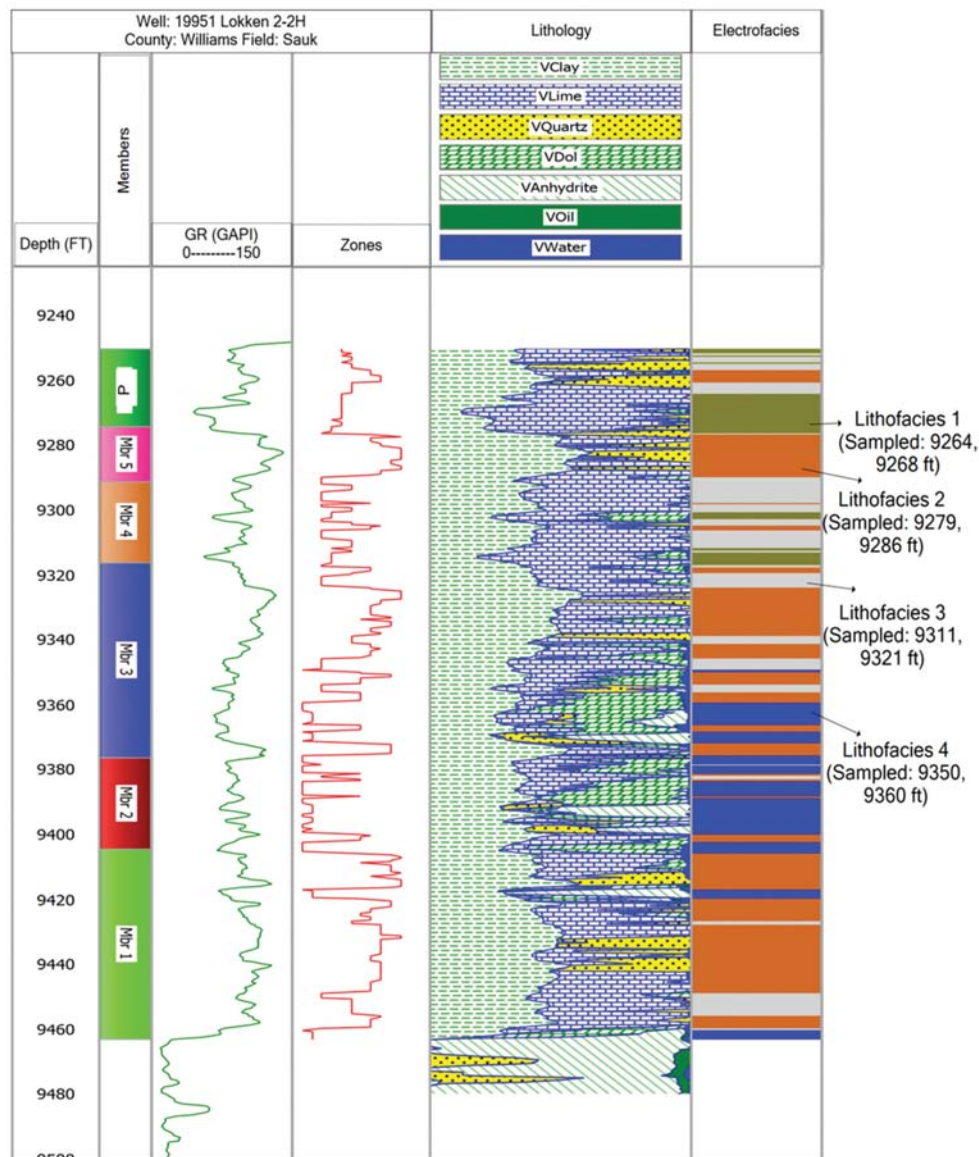 Well: 19951 Lokken 2-2H
County: Williams Field: Sauk
Lithology
Electrofacies
VClay
VLime
VQuartz
VDol
VAnhydrite
VOil
VWater
Depth (FT)
Members
GR (GAPI)
0---------150
Zones
9240
9260
9280
9300
9320
9340
9360
9380
9400
9420
9440
9460
9480
P
Mbr 5
Mbr 4
Mbr 3
Mbr 2
Mbr 1
Lithofacies 1
(Sampled: 9264,
9268 ft)
Lithofacies 2
(Sampled: 9279,
9286 ft)
Lithofacies 3
(Sampled: 9311,
9321 ft)
Lithofacies 4
(Sampled: 9350,
9360 ft)